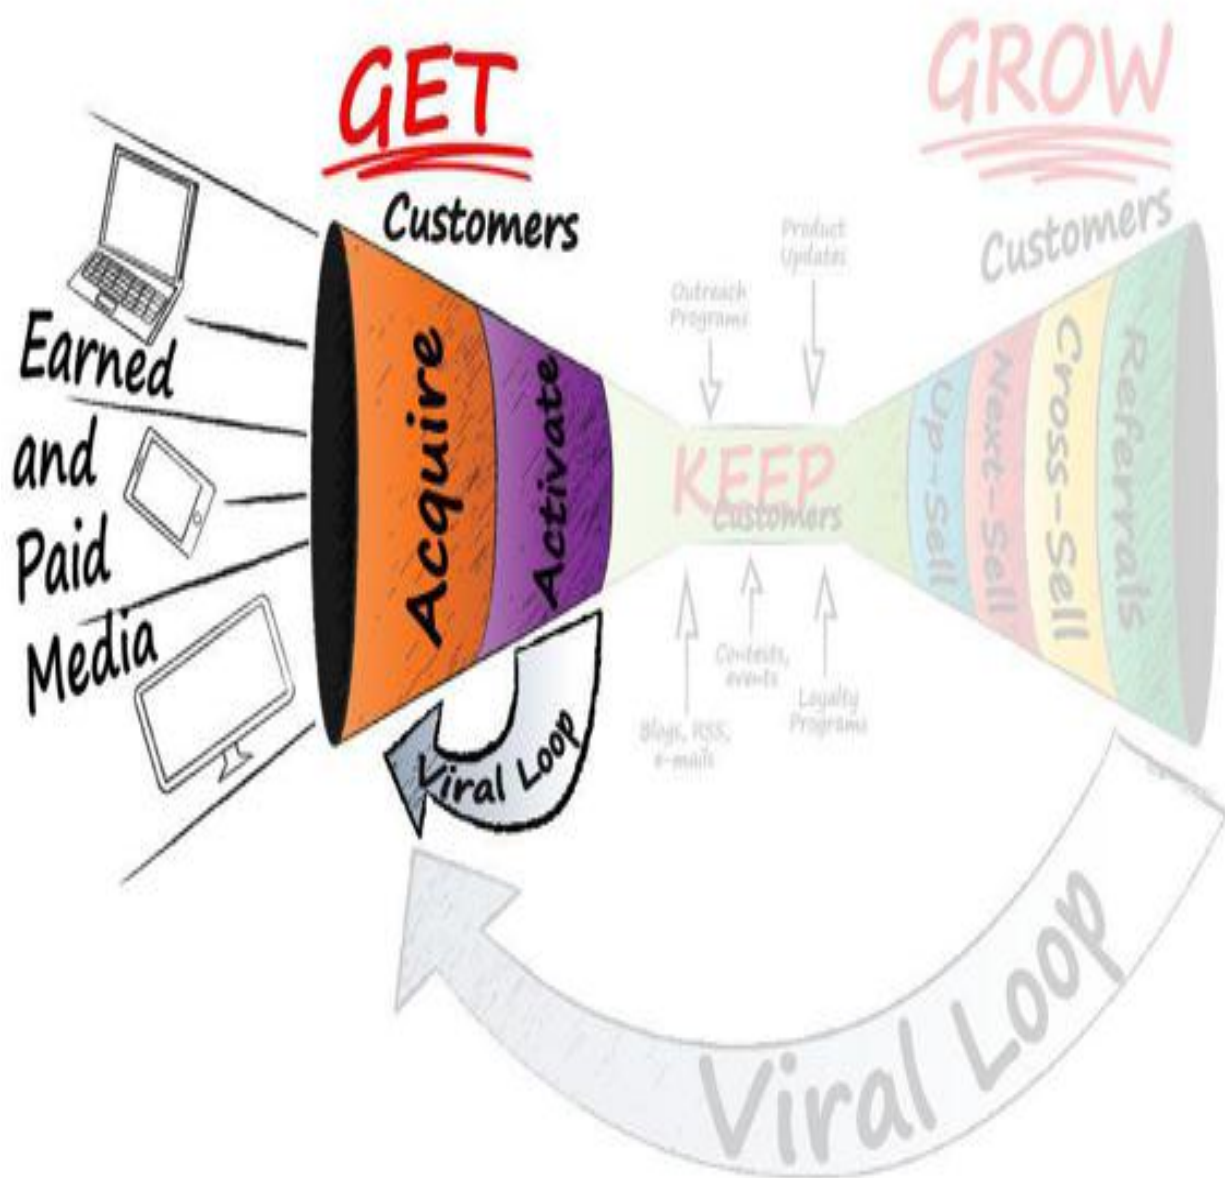 GET
Customers
Earned
and
Paid
Media
Acquire
Activate
Viral Loop
KEEP
Customers
Outreach
Programs
Product
Updates
Blogs, RSS,
e-mails
Contests,
events
Loyalty
Programs
GROW
Customers
Up-Sell
Next-Sell
Cross-Sell
Referrals
Viral Loop